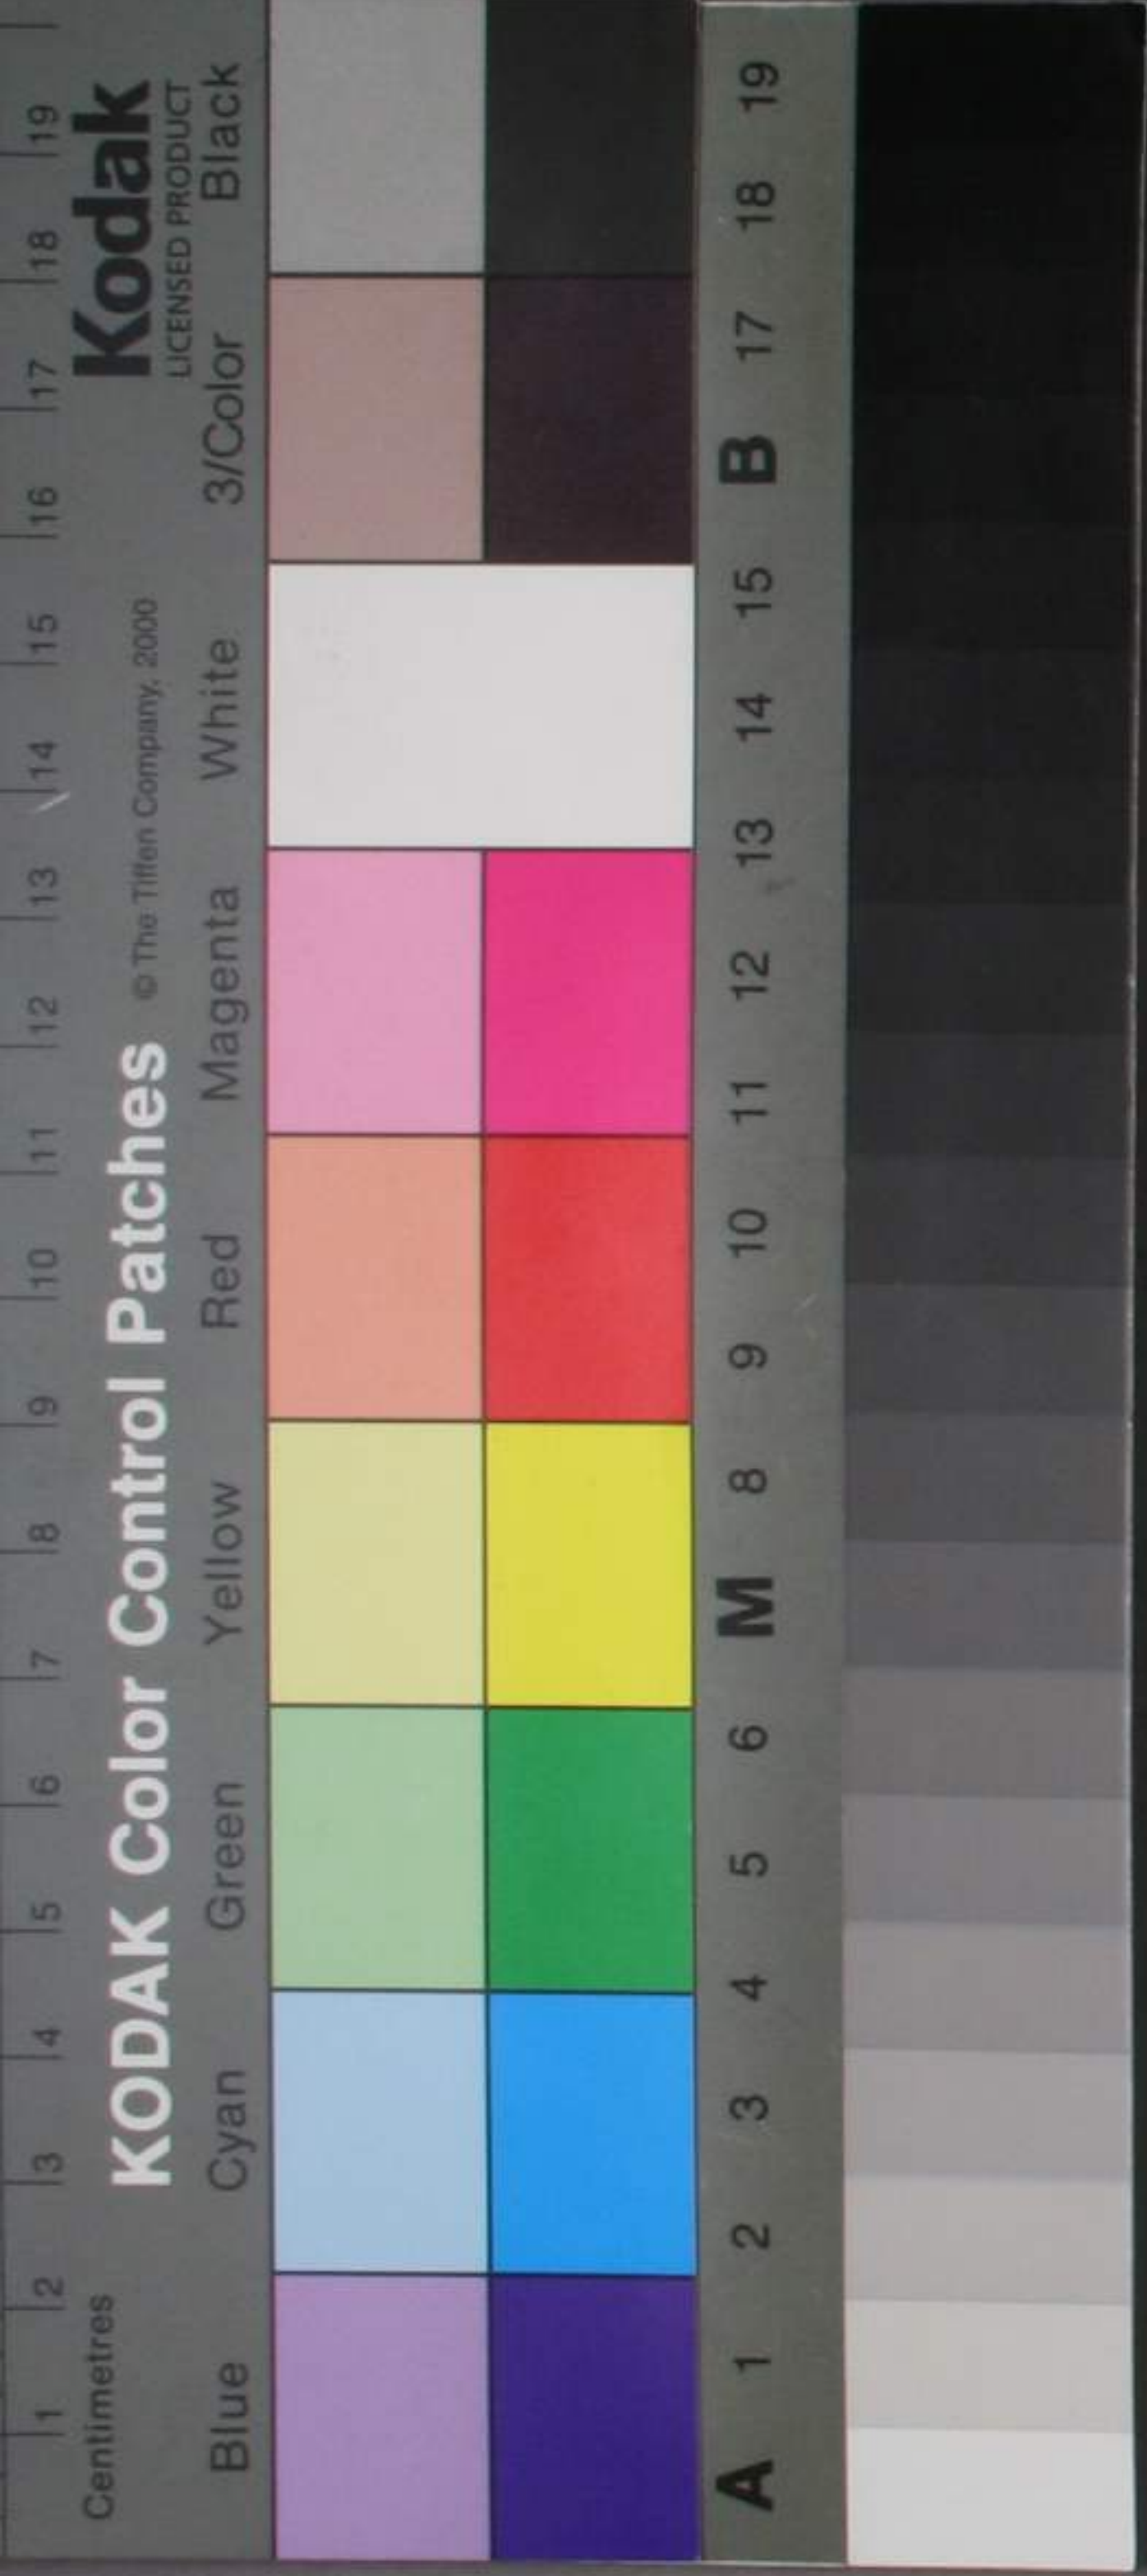 1 2 3 4 5 6 7 8 9 10 11 12 13 14 15 16 17 18 19
Centimetres
KODAK Color Control Patches © The Tiffen Company, 2000
Kodak
LICENSED PRODUCT
Blue Cyan Green Yellow Red Magenta White 3/Color Black
A 1 2 3 4 5 6 M 8 9 10 11 12 13 14 15 B 17 18 19